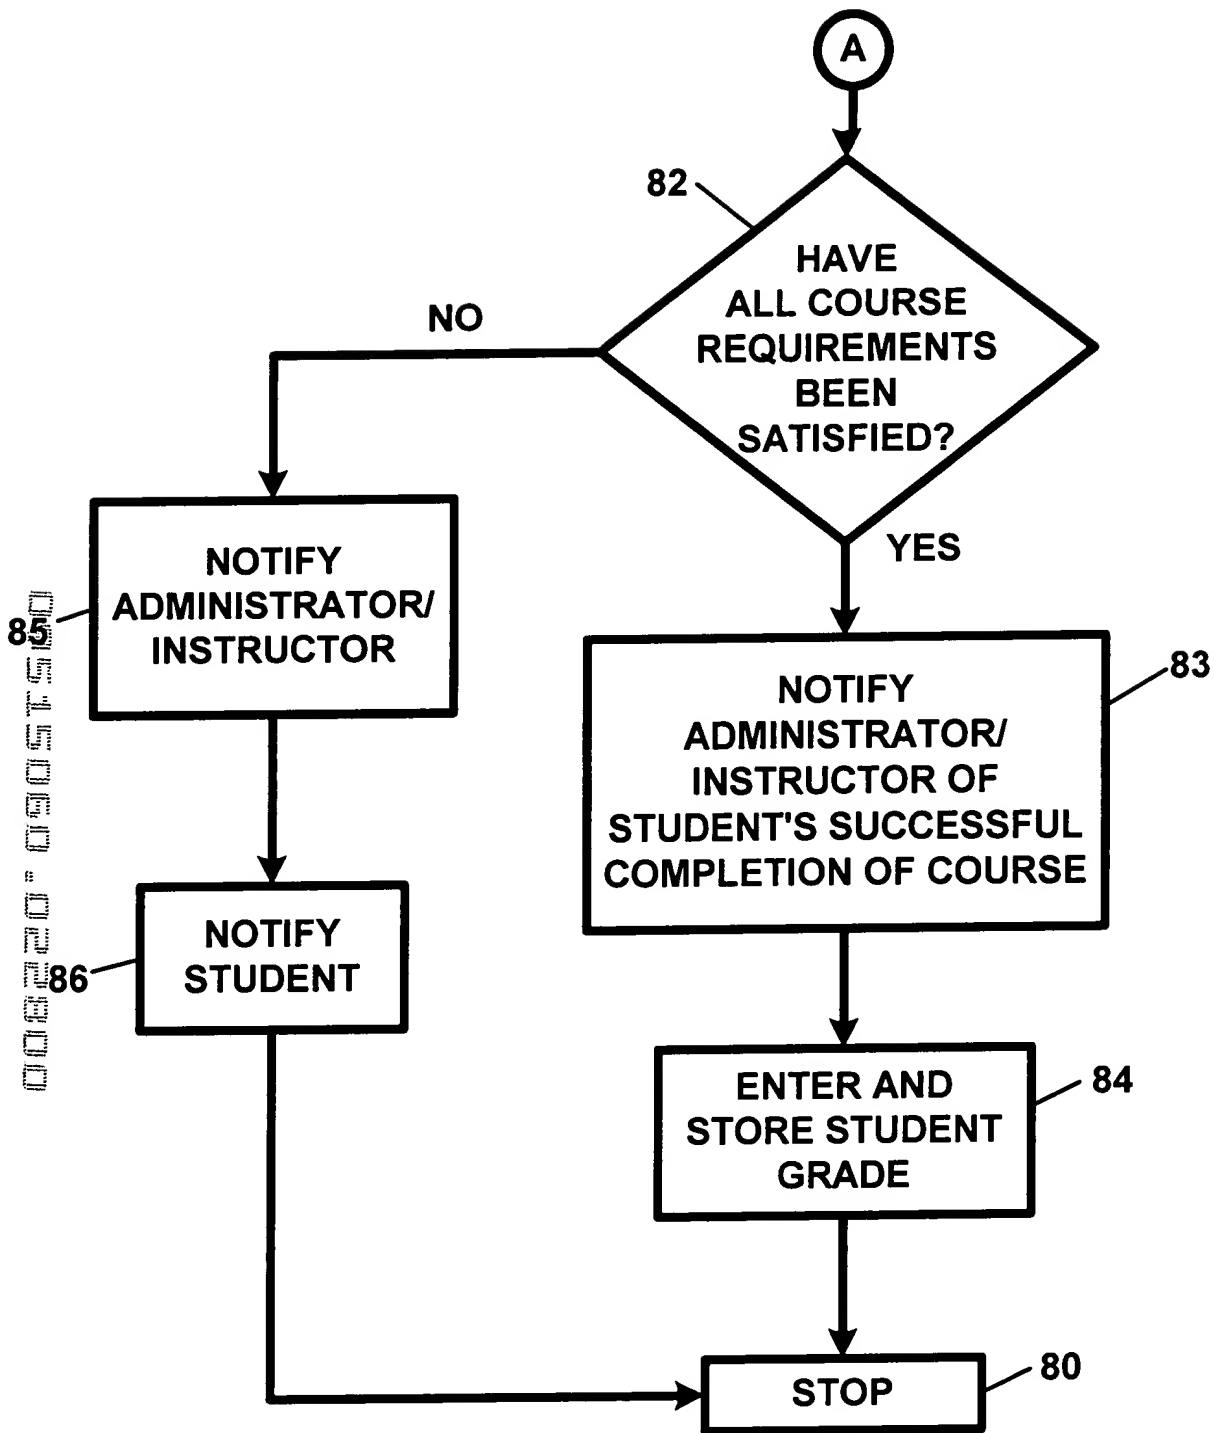 A
82
HAVE
ALL COURSE
REQUIREMENTS
BEEN
SATISFIED?
NO
YES
NOTIFY
ADMINISTRATOR/
INSTRUCTOR
85
NOTIFY
ADMINISTRATOR/
INSTRUCTOR OF
STUDENT'S SUCCESSFUL
COMPLETION OF COURSE
83
NOTIFY
STUDENT
86
ENTER AND
STORE STUDENT
GRADE
84
STOP
80